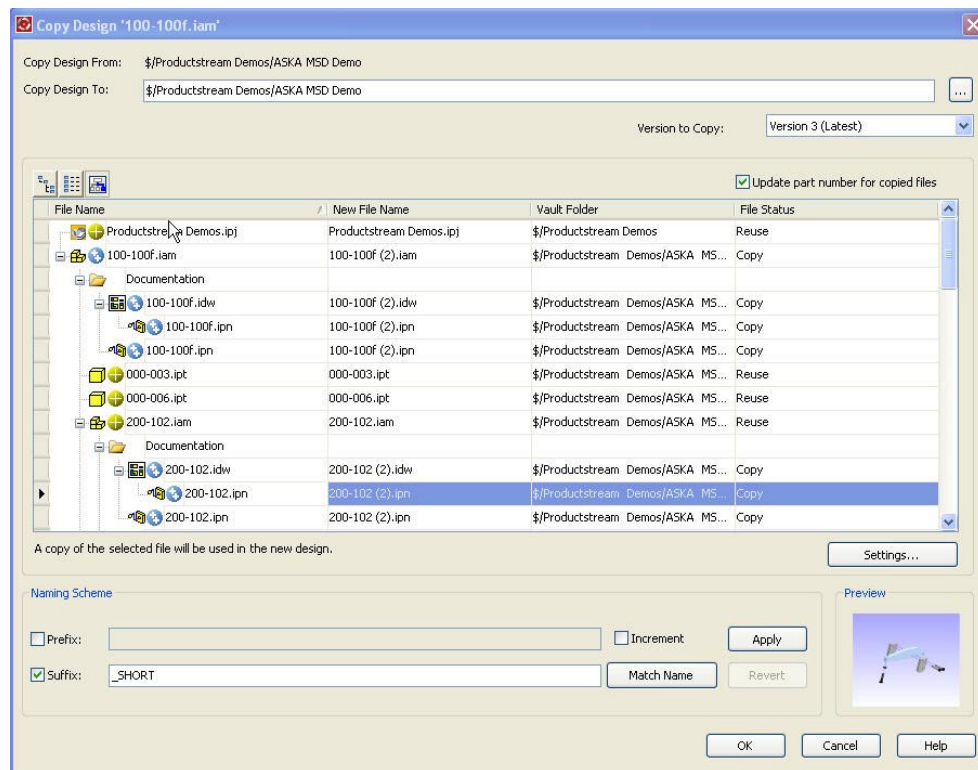 Copy Design '100-100f.iam'
Copy Design From: $/Productstream Demos/ASKA MSD Demo
Copy Design To: $/Productstream Demos/ASKA MSD Demo ...
Version to Copy: Version 3 (Latest)
Update part number for copied files
File Name / New File Name Vault Folder File Status
Productstream Demos.ipj Productstream Demos.ipj $/Productstream Demos Reuse
100-100f.iam 100-100f (2).iam $/Productstream Demos/ASKA MS... Copy
Documentation
100-100f.idw 100-100f (2).idw $/Productstream Demos/ASKA MS... Copy
100-100f.ipn 100-100f (2).ipn $/Productstream Demos/ASKA MS... Copy
100-100f.ipn 100-100f (2).ipn $/Productstream Demos/ASKA MS... Copy
000-003.ipt 000-003.ipt $/Productstream Demos/ASKA MS... Reuse
000-006.ipt 000-006.ipt $/Productstream Demos/ASKA MS... Reuse
200-102.iam 200-102.iam $/Productstream Demos/ASKA MS... Reuse
Documentation
200-102.idw 200-102 (2).idw $/Productstream Demos/ASKA MS... Copy
200-102.ipn 200-102 (2).ipn $/Productstream Demos/ASKA MS... Copy
200-102.ipn 200-102 (2).ipn $/Productstream Demos/ASKA MS... Copy
A copy of the selected file will be used in the new design.
Settings...
Naming Scheme Preview
Prefix: Increment Apply
Suffix: _SHORT Match Name Revert
OK Cancel Help